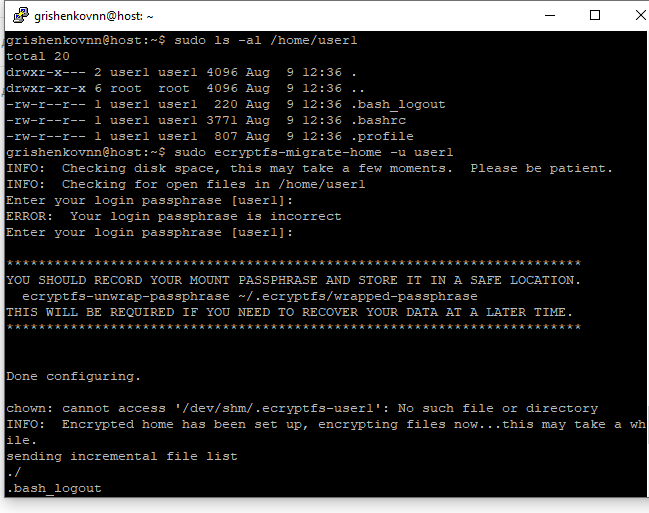 grishenkovnn@host: ~
grishenkovnn@host:~$ sudo ls -al /home/user1
total 20
drwxr-x--- 2 user1 user1 4096 Aug  9 12:36 .
drwxr-xr-x 6 root  root  4096 Aug  9 12:36 ..
-rw-r--r-- 1 user1 user1  220 Aug  9 12:36 .bash_logout
-rw-r--r-- 1 user1 user1 3771 Aug  9 12:36 .bashrc
-rw-r--r-- 1 user1 user1  807 Aug  9 12:36 .profile
grishenkovnn@host:~$ sudo ecryptfs-migrate-home -u user1
INFO:  Checking disk space, this may take a few moments.  Please be patient.
INFO:  Checking for open files in /home/user1
Enter your login passphrase [user1]:
ERROR:  Your login passphrase is incorrect
Enter your login passphrase [user1]:
************************************************************************
YOU SHOULD RECORD YOUR MOUNT PASSPHRASE AND STORE IT IN A SAFE LOCATION.
  ecryptfs-unwrap-passphrase ~/.ecryptfs/wrapped-passphrase
THIS WILL BE REQUIRED IF YOU NEED TO RECOVER YOUR DATA AT A LATER TIME.
************************************************************************
Done configuring.
chown: cannot access '/dev/shm/.ecryptfs-user1': No such file or directory
INFO:  Encrypted home has been set up, encrypting files now...this may take a wh
ile.
sending incremental file list
./
.bash_logout